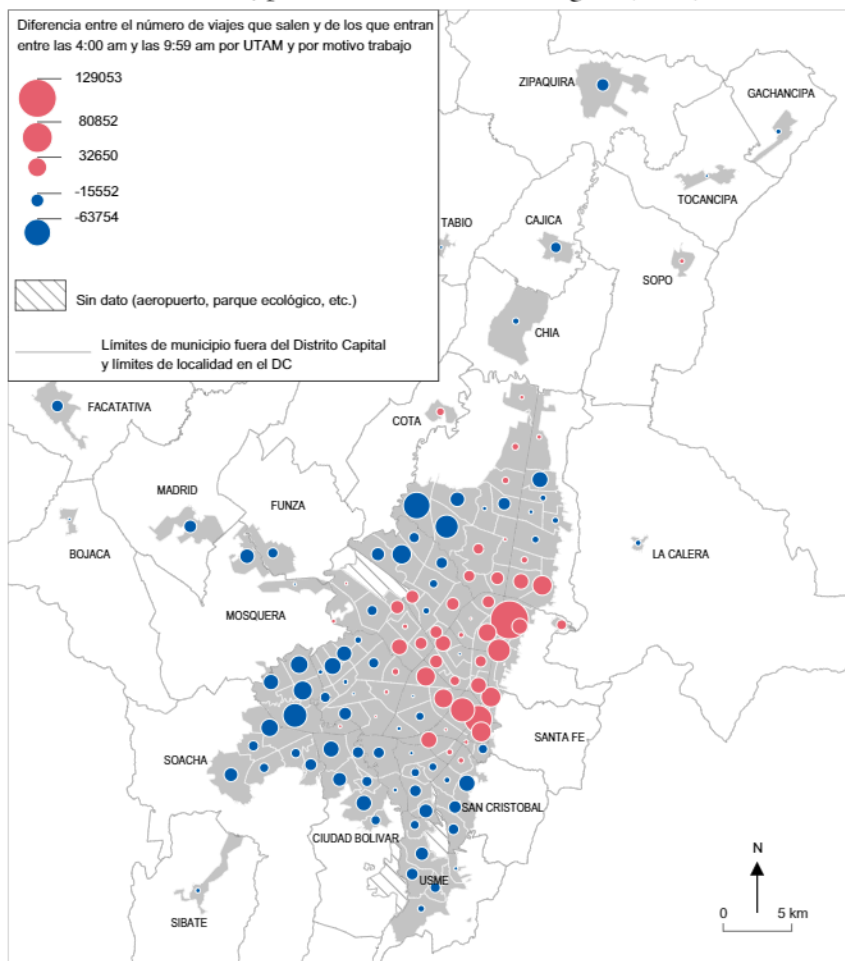 Diferencia entre el número de viajes que salen y de los que entran
entre las 4:00 am y las 9:59 am por UTAM y por motivo trabajo
129053
80852
32650
-15552
-63754
Sin dato (aeropuerto, parque ecológico, etc.)
Límites de municipio fuera del Distrito Capital
y límites de localidad en el DC
ZIPAQUIRA
GACHANCIPA
TOCANCIPA
TABIO
CAJICA
SOPO
CHIA
FACATATIVA
COTA
MADRID
FUNZA
BOJACA
LA CALERA
MOSQUERA
SOACHA
SANTA FE
SAN CRISTOBAL
CIUDAD BOLIVAR
USME
SIBATE
N
0 5 km